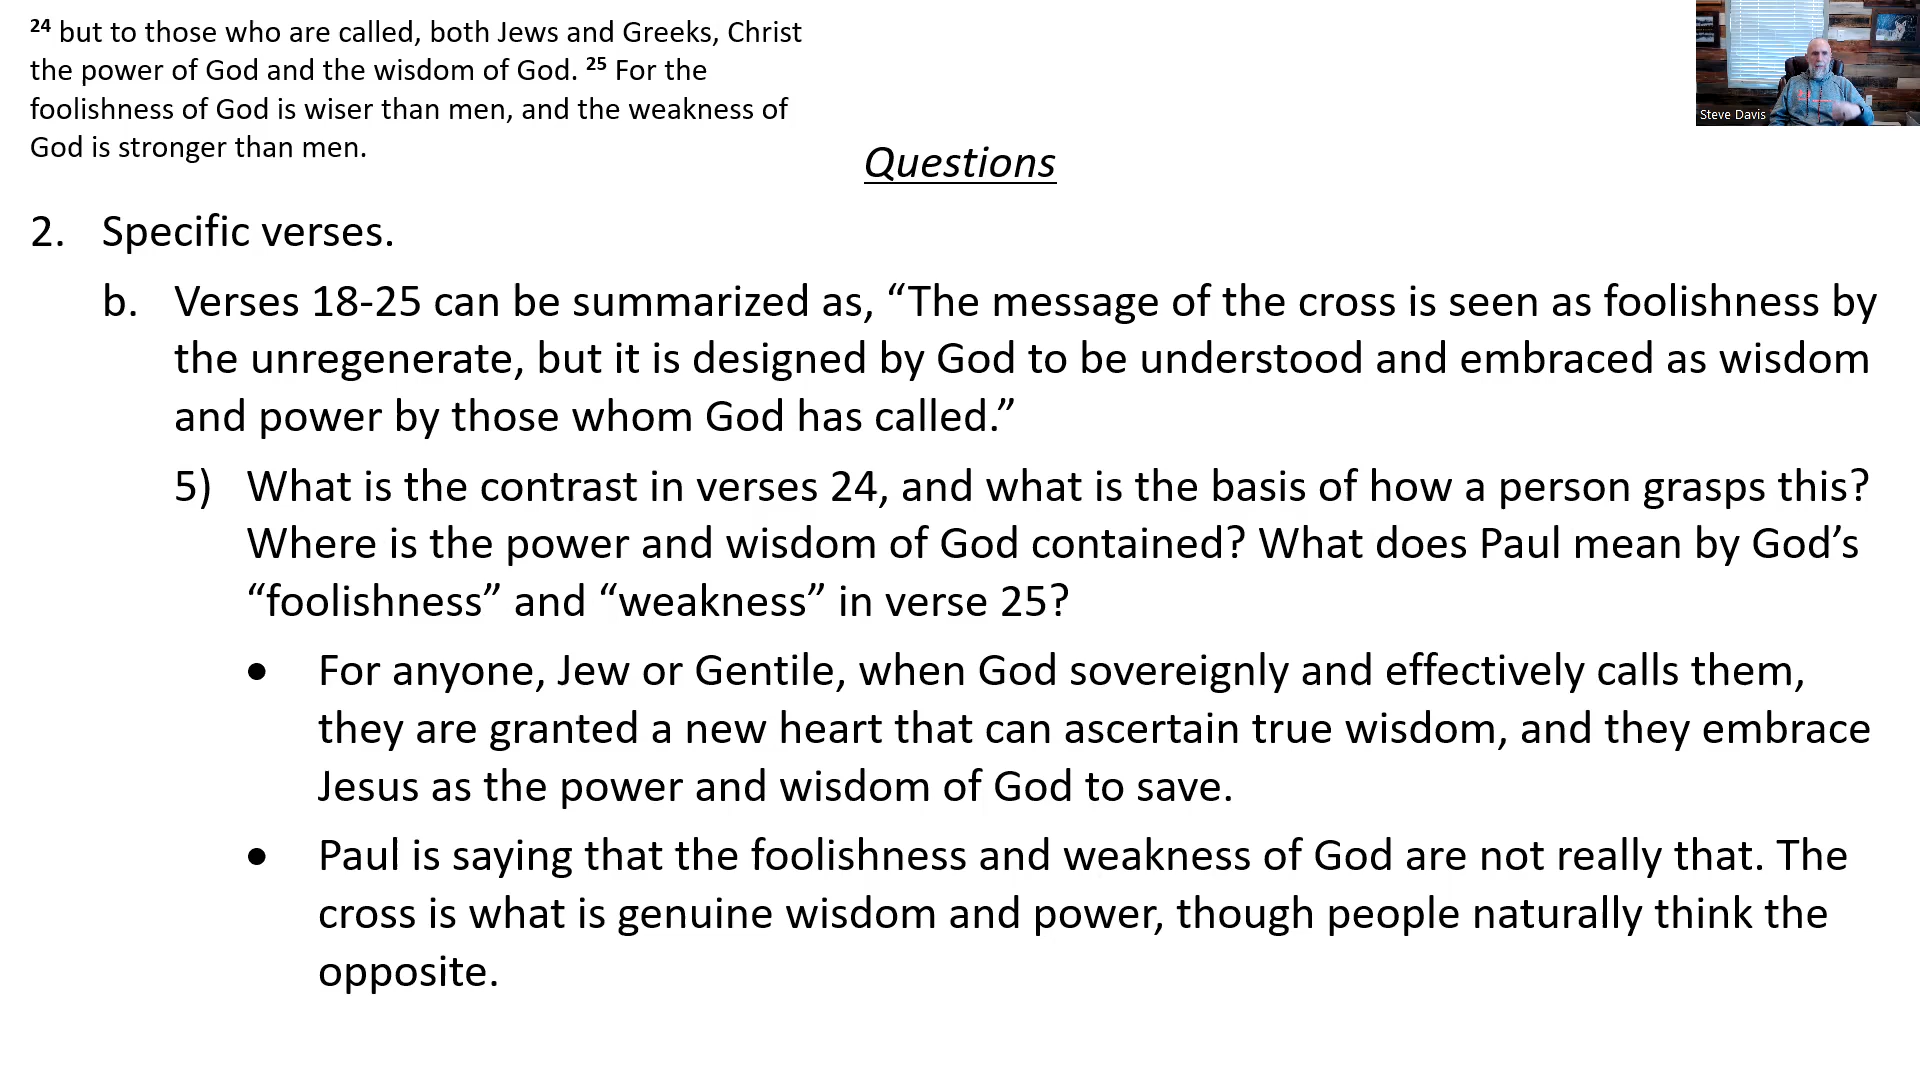 24 but to those who are called, both Jews and Greeks, Christ
the power of God and the wisdom of God. 25 For the
foolishness of God is wiser than men, and the weakness of
God is stronger than men.
Steve Davis
Questions
2. Specific verses.
b. Verses 18-25 can be summarized as, “The message of the cross is seen as foolishness by
the unregenerate, but it is designed by God to be understood and embraced as wisdom
and power by those whom God has called.”
5) What is the contrast in verses 24, and what is the basis of how a person grasps this?
Where is the power and wisdom of God contained? What does Paul mean by God’s
“foolishness” and “weakness” in verse 25?
• For anyone, Jew or Gentile, when God sovereignly and effectively calls them,
they are granted a new heart that can ascertain true wisdom, and they embrace
Jesus as the power and wisdom of God to save.
• Paul is saying that the foolishness and weakness of God are not really that. The
cross is what is genuine wisdom and power, though people naturally think the
opposite.